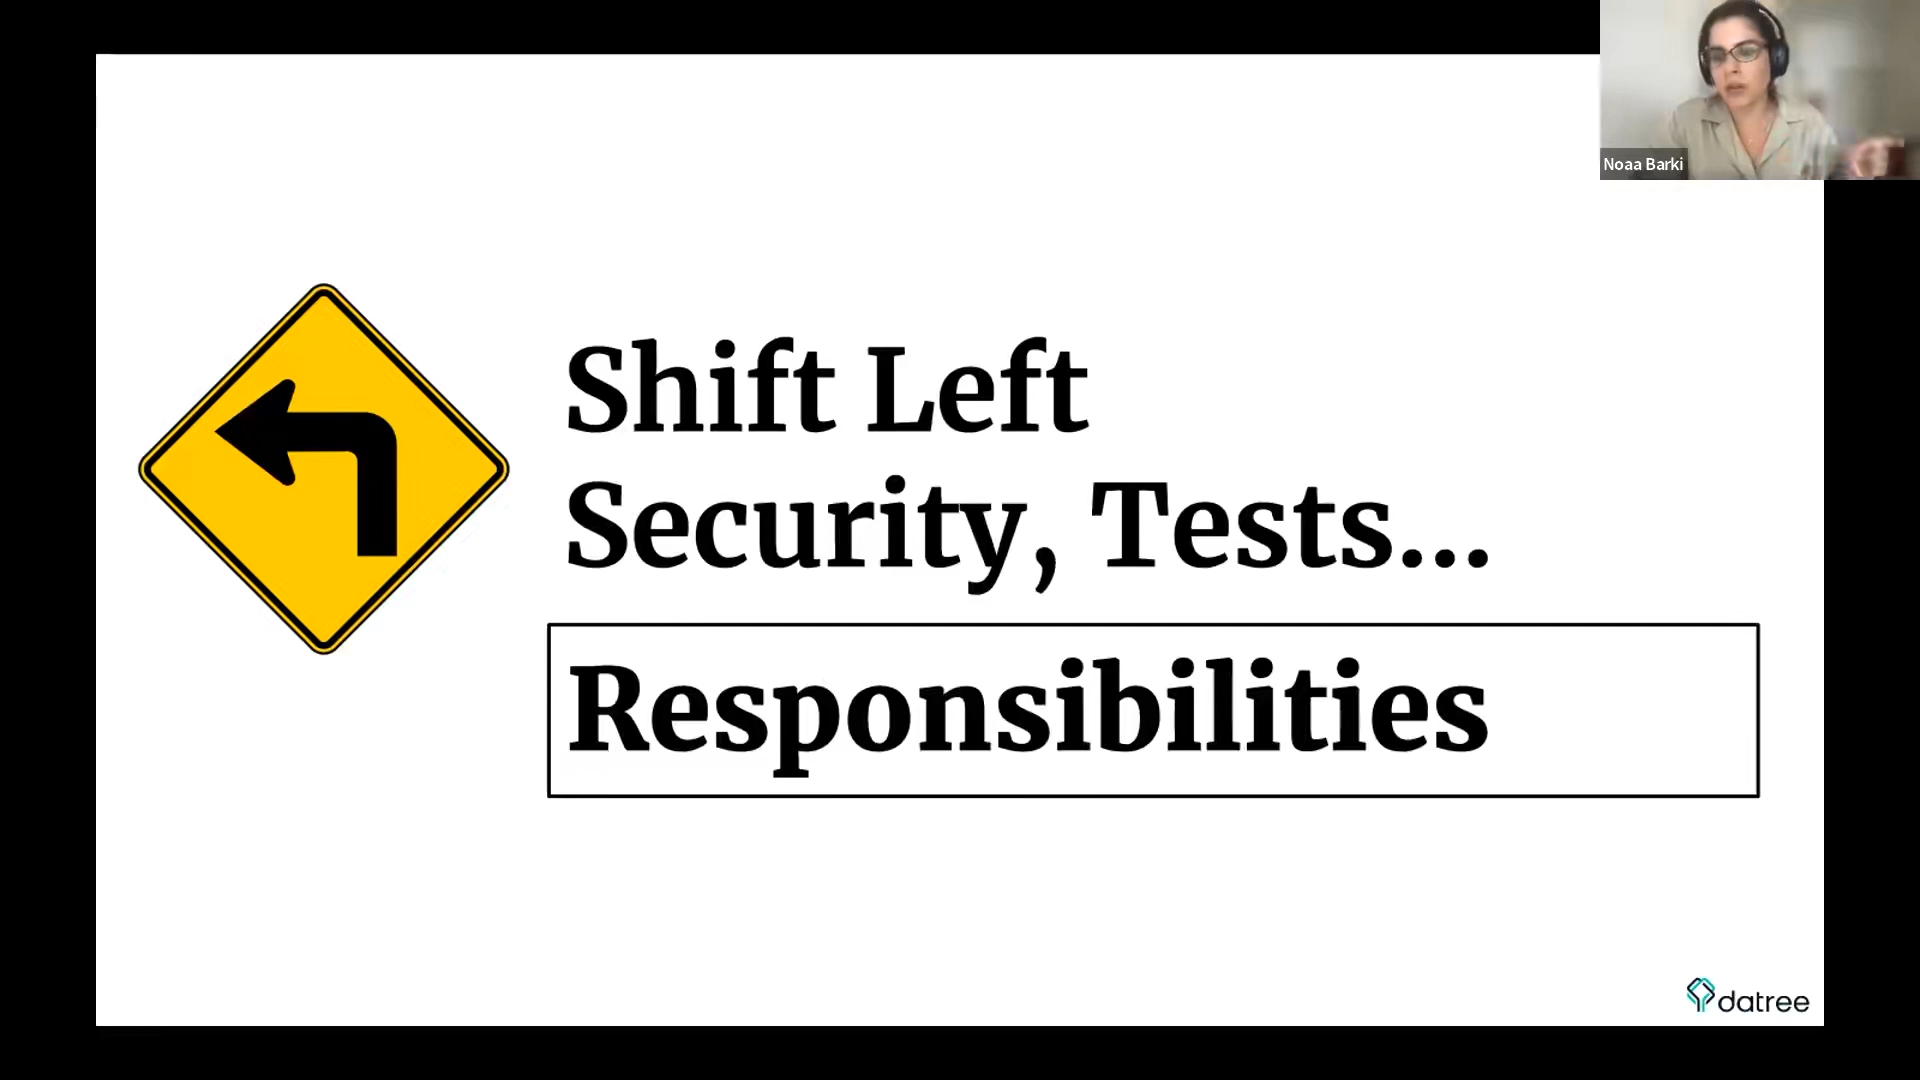 Noaa Barki
Shift Left
Security, Tests...
Responsibilities
datree